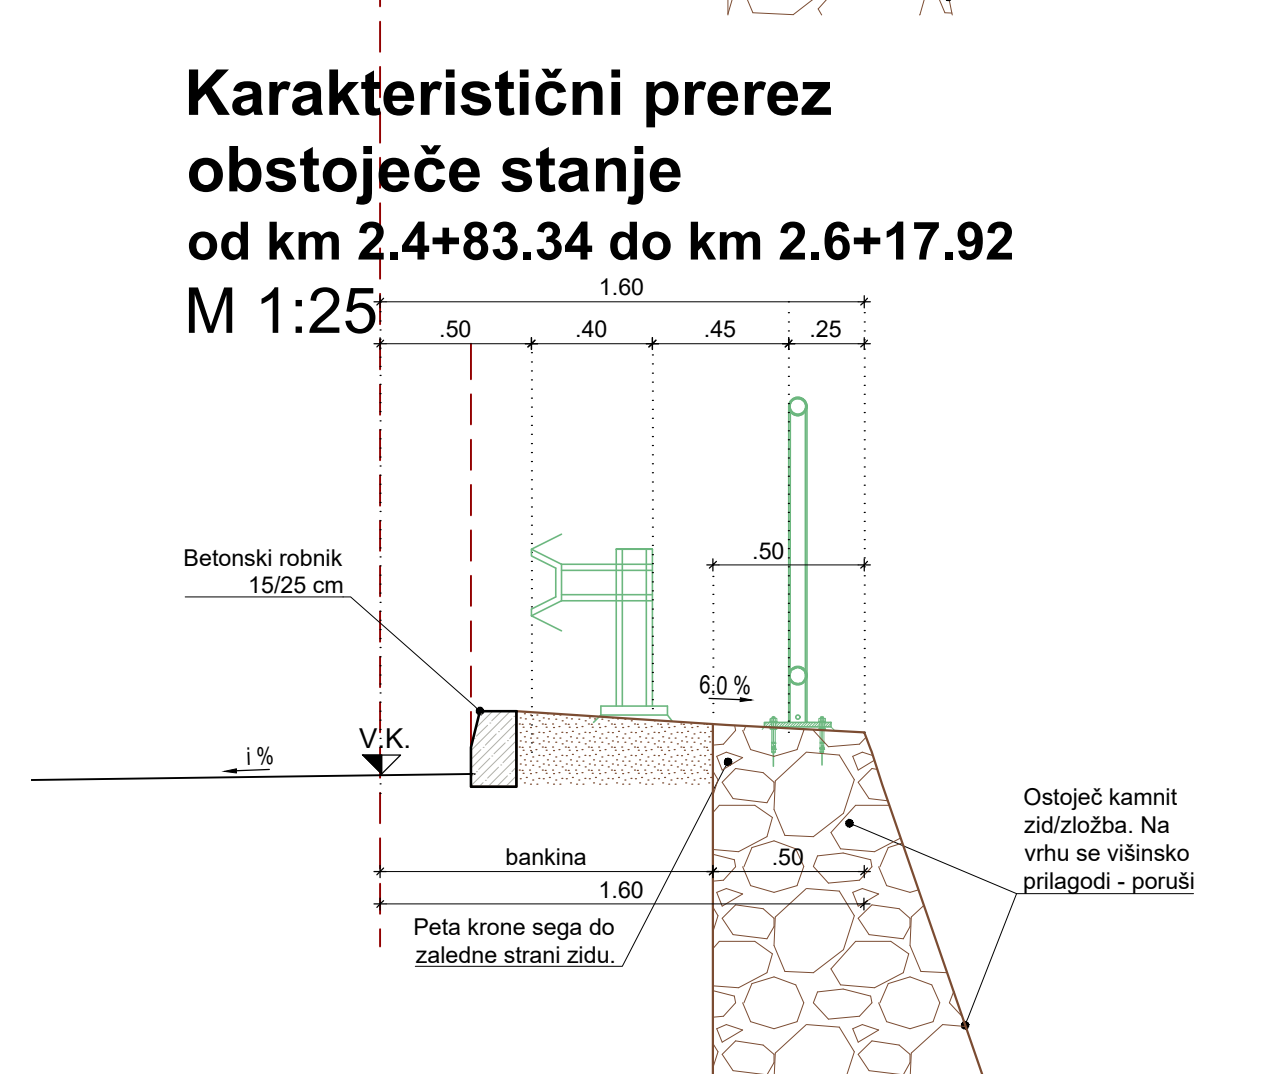 Karakteristični prerez
obstoječe stanje
od km 2.4+83.34 do km 2.6+17.92
M 1:25
1.60
.50 .40 .45 .25
Betonski robnik
15/25 cm
.50
6.0 %
V.K.
i %
Ostoječ kamnit
zid/zložba. Na
vrhu se višinsko
prilagodi - poruši
bankina .50
1.60
Peta krone sega do
zaledne strani zidu.